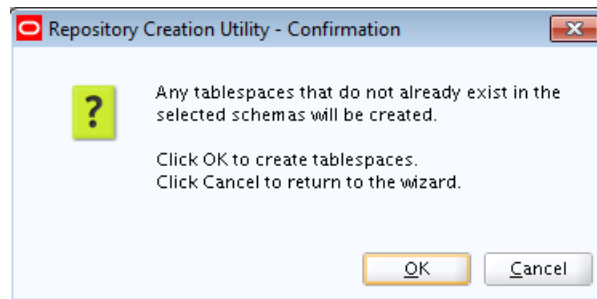 Repository Creation Utility - Confirmation
Any tablespaces that do not already exist in the
selected schemas will be created.
Click OK to create tablespaces.
Click Cancel to return to the wizard.
OK
Cancel